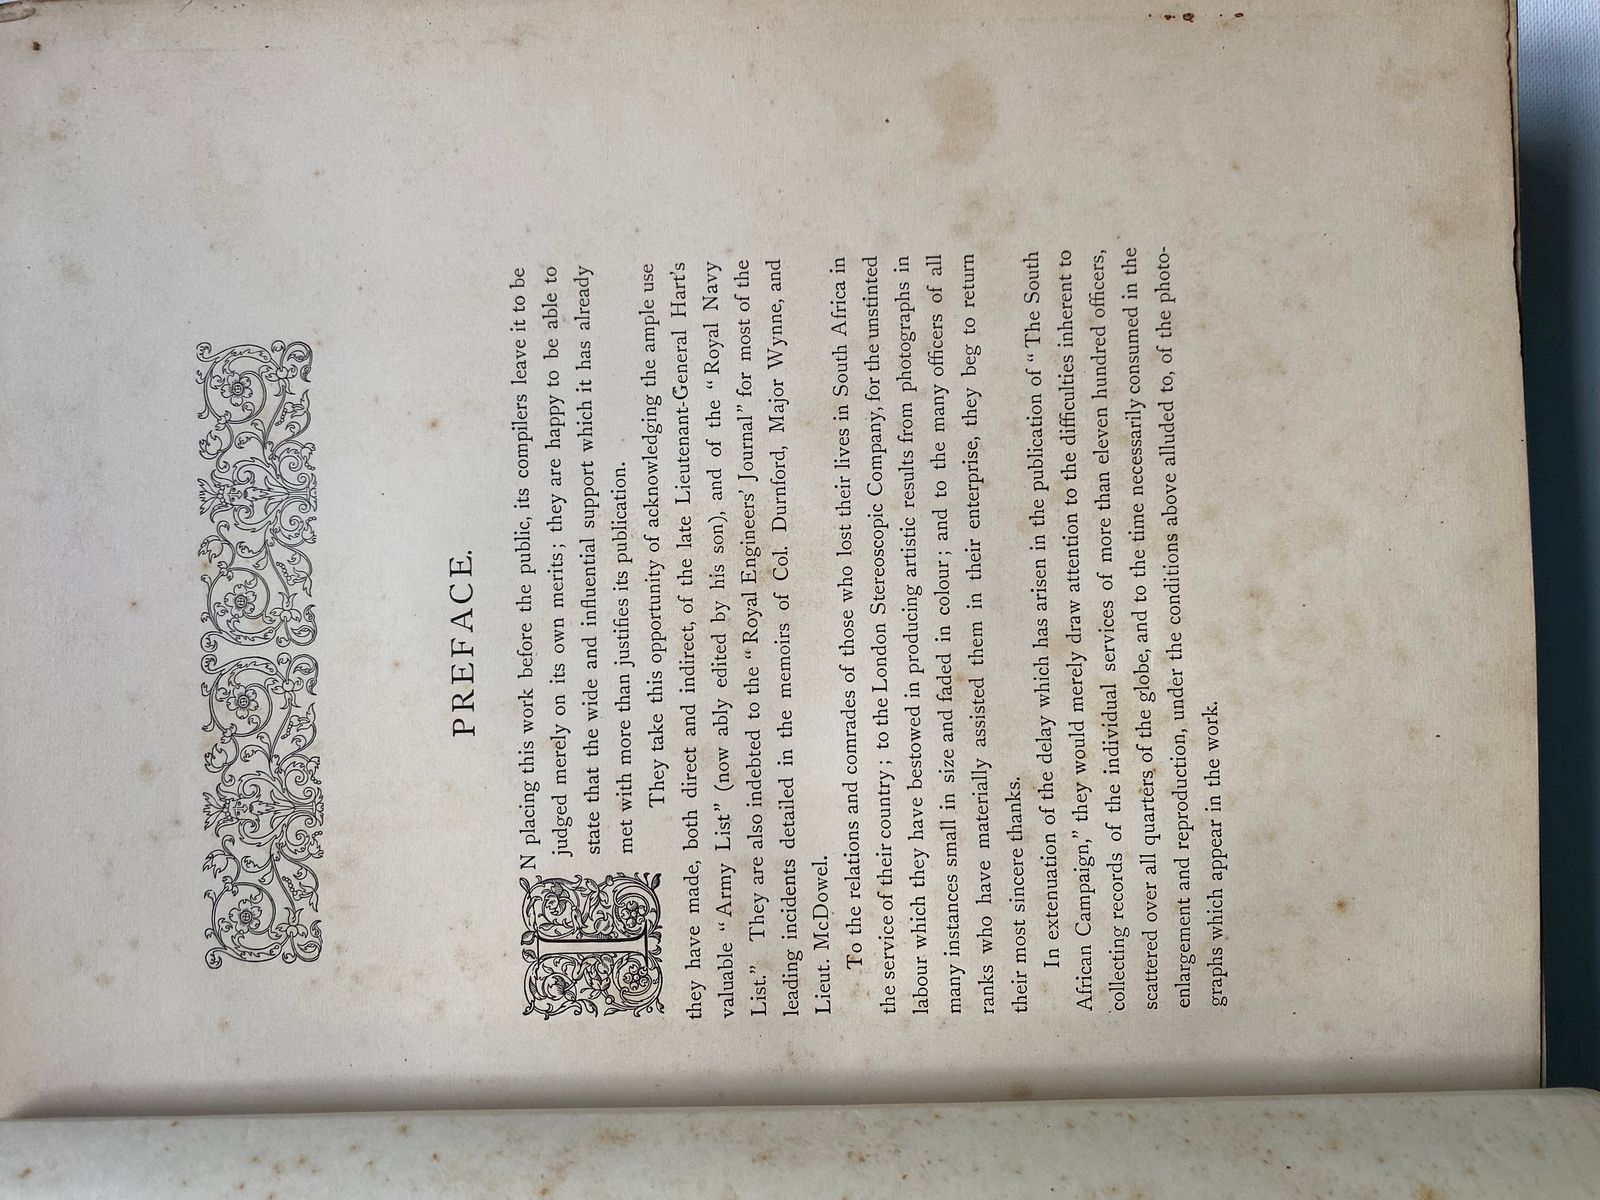 PREFACE.
IN placing this work before the public, its compilers leave it to be
judged merely on its own merits; they are happy to be able to
state that the wide and influential support which it has already
met with more than justifies its publication.
They take this opportunity of acknowledging the ample use
they have made, both direct and indirect, of the late Lieutenant-General Hart's
valuable “Army List” (now ably edited by his son), and of the “Royal Navy
List.” They are also indebted to the “Royal Engineers' Journal” for most of the
leading incidents detailed in the memoirs of Col. Durnford, Major Wynne, and
Lieut. McDowel.
To the relations and comrades of those who lost their lives in South Africa in
the service of their country; to the London Stereoscopic Company, for the unstinted
labour which they have bestowed in producing artistic results from photographs in
many instances small in size and faded in colour; and to the many officers of all
ranks who have materially assisted them in their enterprise, they beg to return
their most sincere thanks.
In extenuation of the delay which has arisen in the publication of “The South
African Campaign,” they would merely draw attention to the difficulties inherent to
collecting records of the individual services of more than eleven hundred officers,
scattered over all quarters of the globe, and to the time necessarily consumed in the
enlargement and reproduction, under the conditions above alluded to, of the photo-
graphs which appear in the work.